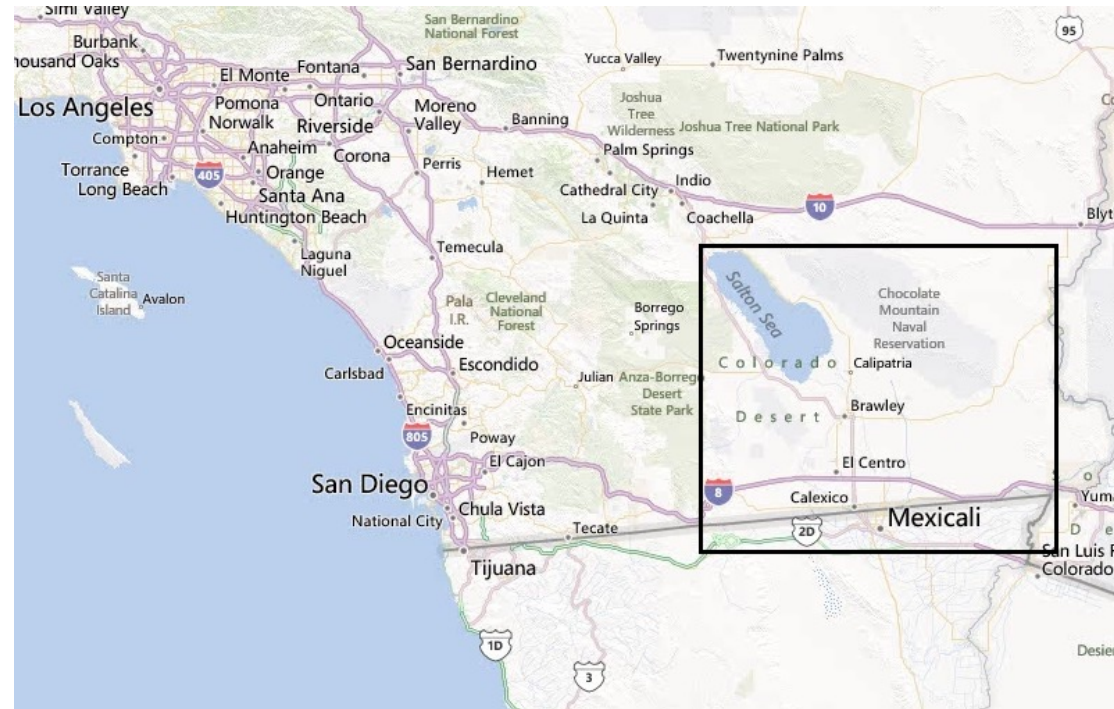 Simi Valley
San Bernardino
National Forest
95
Burbank
housand Oaks
El Monte
Fontana
San Bernardino
Yucca Valley
Twentynine Palms
Los Angeles
Pomona
Ontario
Moreno
Valley
Joshua
Tree
Wilderness
Joshua Tree National Park
Norwalk
Riverside
Banning
Compton
Anaheim
Corona
Palm Springs
Torrance
405
Orange
Perris
Hemet
Cathedral City
Indio
Long Beach
Santa Ana
10
Huntington Beach
La Quinta
Coachella
Blyt
Laguna
Niguel
Temecula
Santa
Catalina
Island
Avalon
Pala
I.R.
Cleveland
National
Forest
Borrego
Springs
Salton Sea
Chocolate
Mountain
Naval
Reservation
Oceanside
Carlsbad
Escondido
Julian
Anza-Borrego
Desert
State Park
Colorado
Desert
Calipatria
Encinitas
Brawley
805
Poway
El Cajon
El Centro
San Diego
8
Calexico
Yuma
National City
Chula Vista
Tecate
2D
Mexicali
Tijuana
San Luis R
Colorado
1D
3
Desier